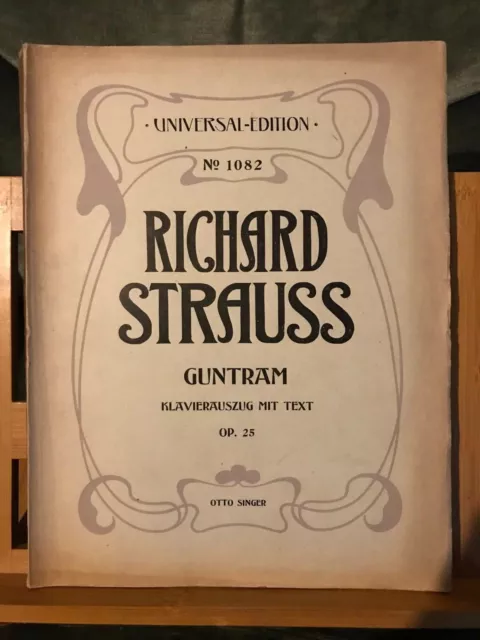 · UNIVERSAL-EDITION ·
Nº 1082
RICHARD
STRAUSS
GUNTRAM
KLAVIERAUSZUG MIT TEXT
OP. 25
OTTO SINGER